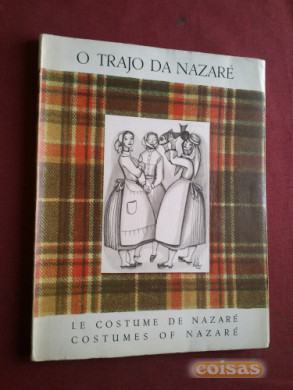 O TRAJO DA NAZARÉ
LE COSTUME DE NAZARÉ
COSTUMES OF NAZARÉ
coisas